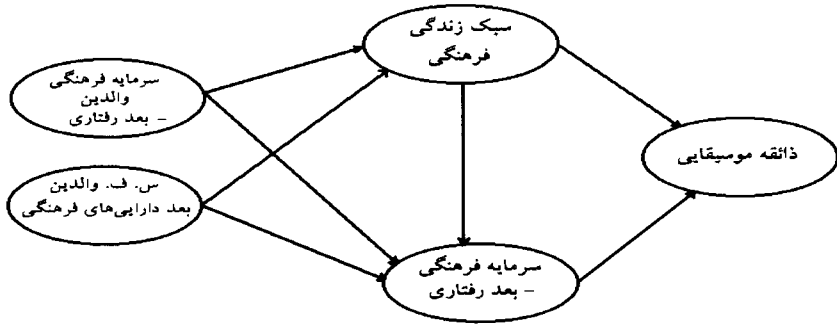 سبک زندگی
فرهنگی
سرمایه فرهنگی
والدین
– بعد رفتاری
ذائقه موسیقایی
س. ف. والدین
بعد دارایی‌های فرهنگی
سرمایه فرهنگی
– بعد رفتاری